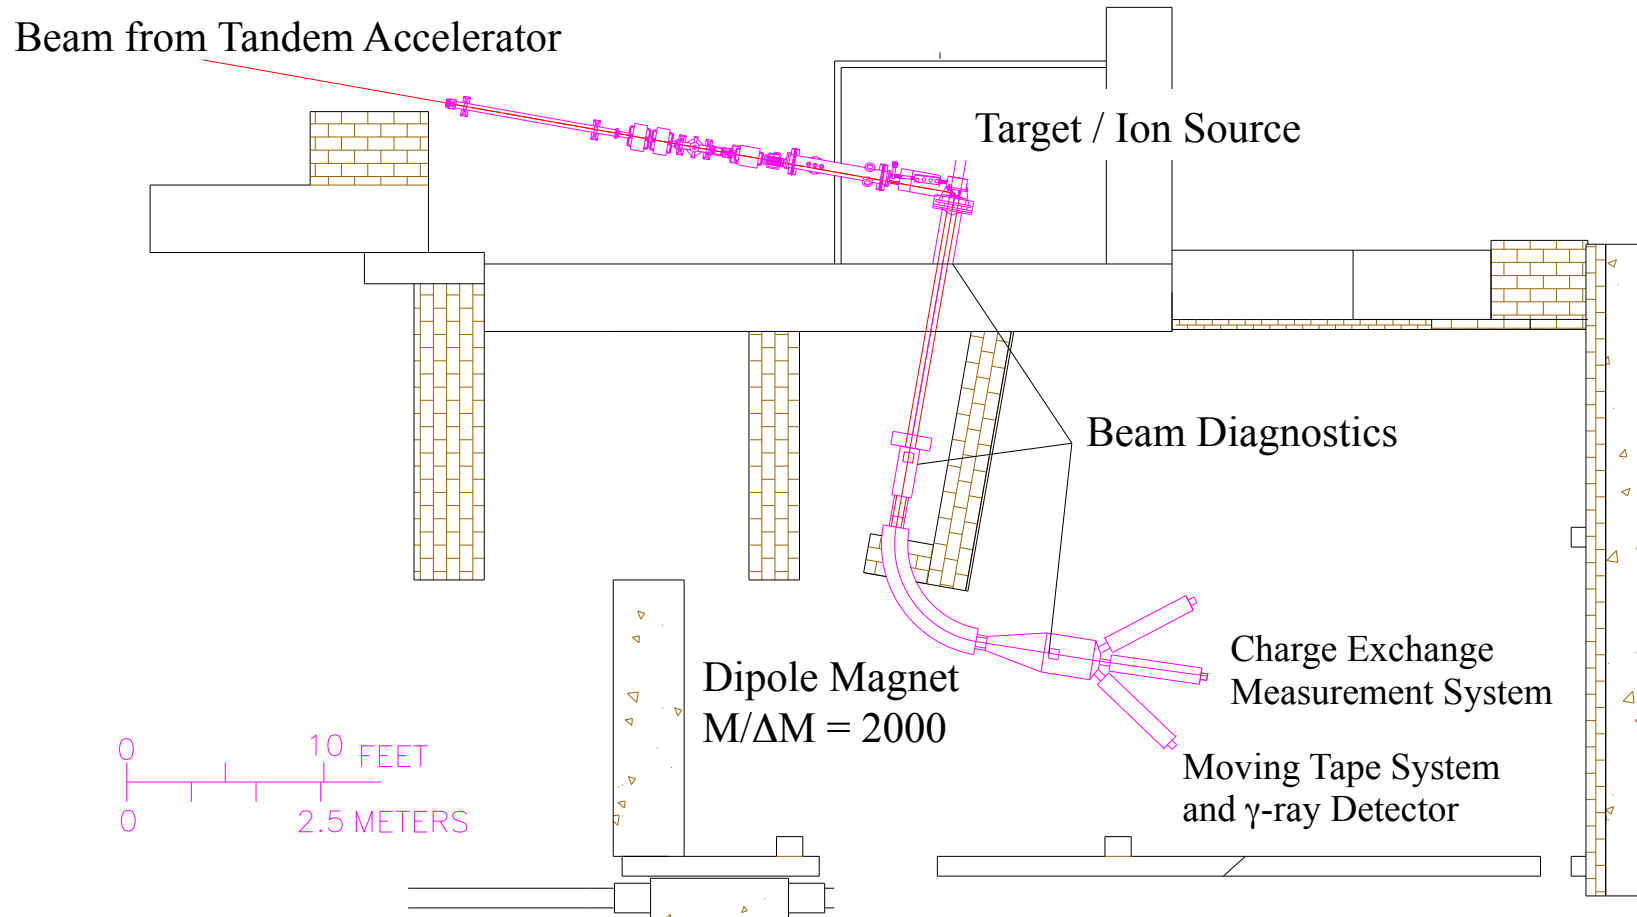 Beam from Tandem Accelerator
Target / Ion Source
Beam Diagnostics
Charge Exchange
Measurement System
Dipole Magnet
M/ΔM = 2000
Moving Tape System
and γ-ray Detector
0 10 FEET
0 2.5 METERS